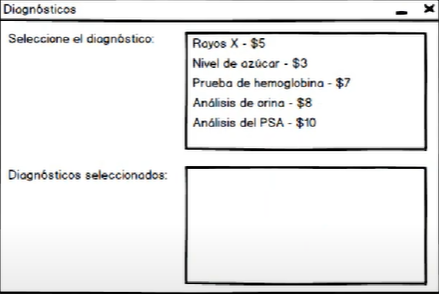 Diagnósticos
Seleccione el diagnóstico:
Rayos X - $5
Nivel de azúcar - $3
Prueba de hemoglobina - $7
Análisis de orina - $8
Análisis del PSA - $10
Diagnósticos seleccionados: